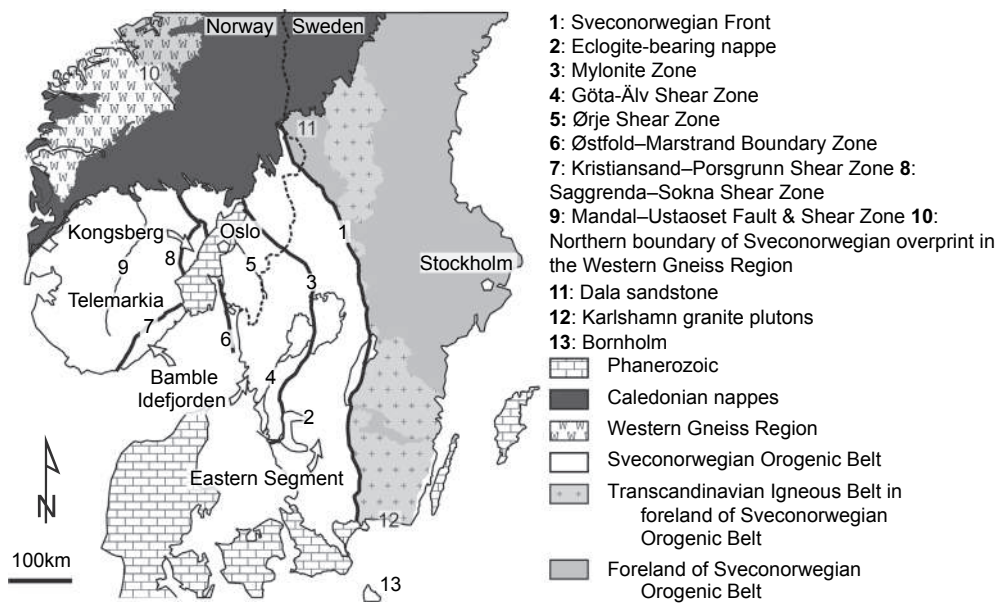 Norway
Sweden
10
11
Kongsberg
Oslo
1
8
5
9
3
Stockholm
Telemarkia
7
6
Bamble
4
Idefjorden
2
Eastern Segment
N
12
100km
13
1: Sveconorwegian Front
2: Eclogite-bearing nappe
3: Mylonite Zone
4: Göta-Älv Shear Zone
5: Ørje Shear Zone
6: Østfold–Marstrand Boundary Zone
7: Kristiansand–Porsgrunn Shear Zone 8:
Saggrenda–Sokna Shear Zone
9: Mandal–Ustaoset Fault & Shear Zone 10:
Northern boundary of Sveconorwegian overprint in
the Western Gneiss Region
11: Dala sandstone
12: Karlshamn granite plutons
13: Bornholm
Phanerozoic
Caledonian nappes
Western Gneiss Region
Sveconorwegian Orogenic Belt
Transcandinavian Igneous Belt in
foreland of Sveconorwegian
Orogenic Belt
Foreland of Sveconorwegian
Orogenic Belt